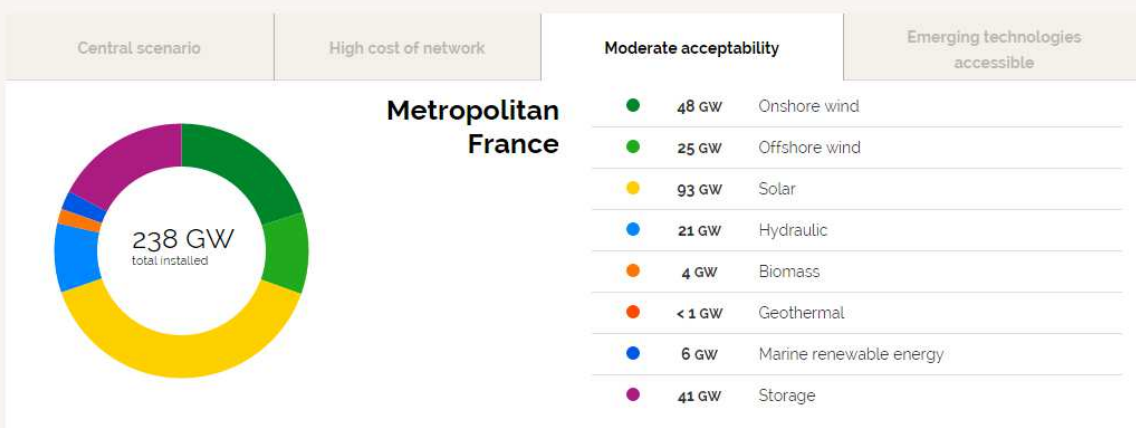 Central scenario
High cost of network
Moderate acceptability
Emerging technologies
accessible
Metropolitan
France
238 GW
total installed
48 GW Onshore wind
25 GW Offshore wind
93 GW Solar
21 GW Hydraulic
4 GW Biomass
< 1 GW Geothermal
6 GW Marine renewable energy
41 GW Storage